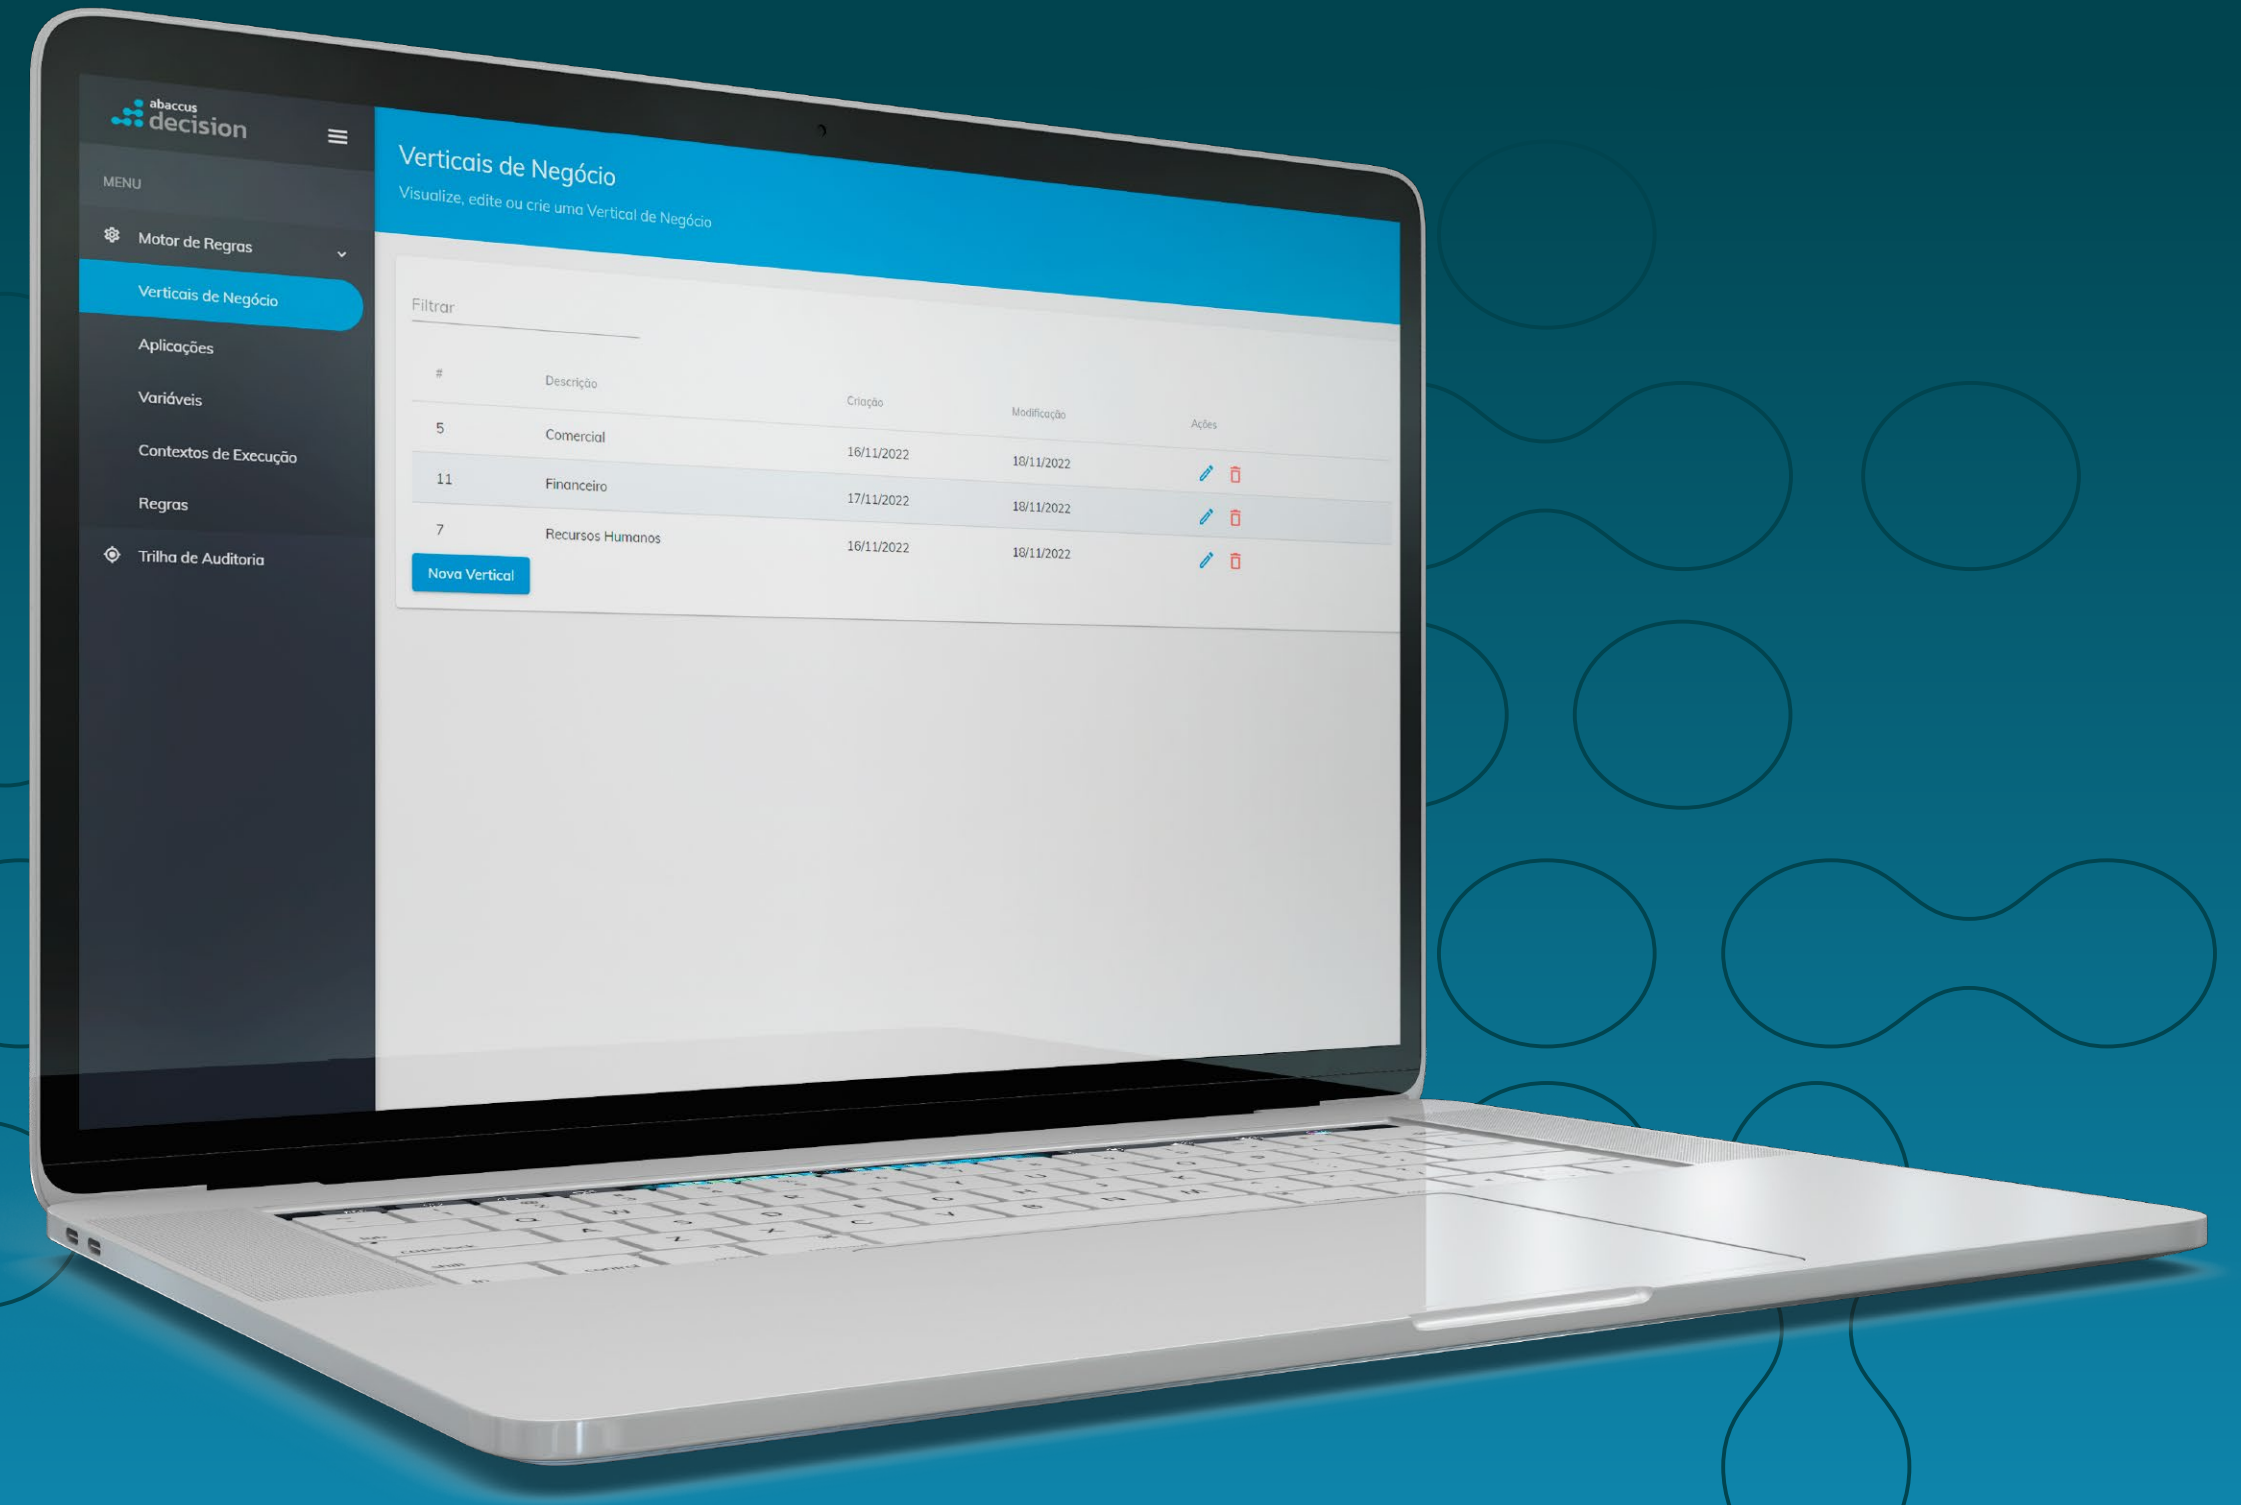 abaccus
decision
MENU
Motor de Regras
Verticais de Negócio
Aplicações
Variáveis
Contextos de Execução
Regras
Trilha de Auditoria
Verticais de Negócio
Visualize, edite ou crie uma Vertical de Negócio
Filtrar
# Descrição Criação Modificação Ações
5 Comercial 16/11/2022 18/11/2022
11 Financeiro 17/11/2022 18/11/2022
7 Recursos Humanos 16/11/2022 18/11/2022
Nova Vertical